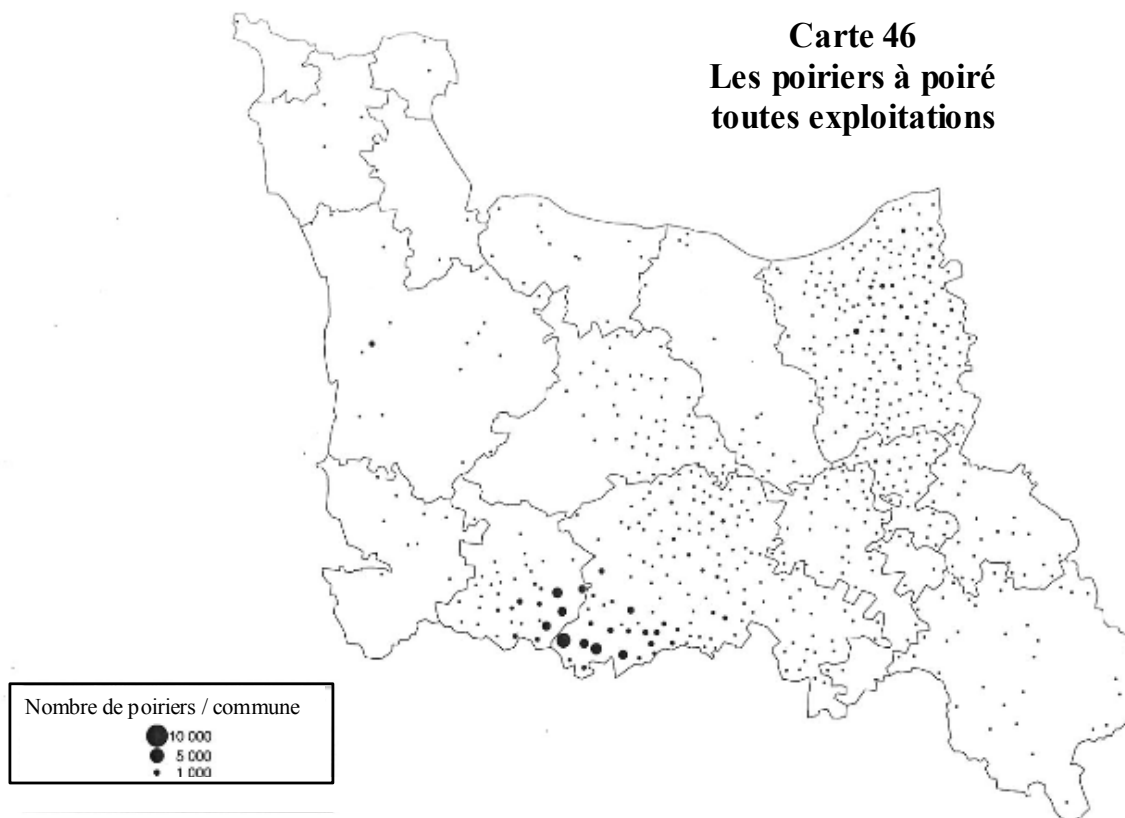 Carte 46
Les poiriers à poiré
toutes exploitations
Nombre de poiriers / commune
10 000
5 000
1 000